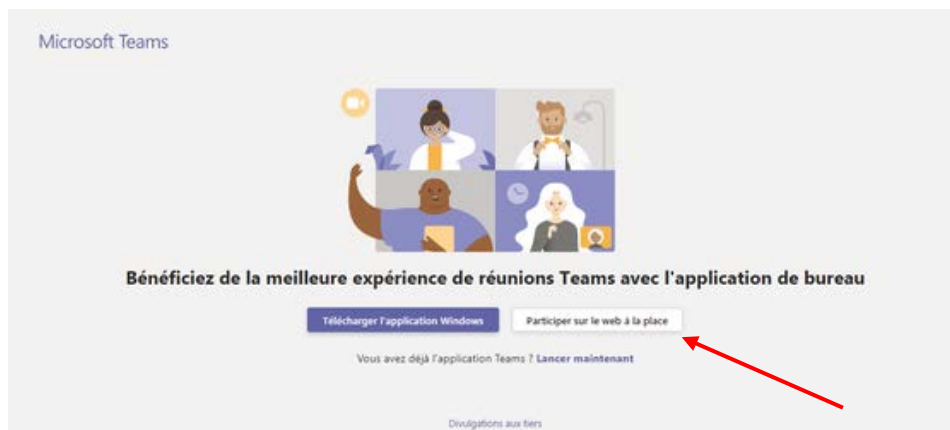 Microsoft Teams
Bénéficiez de la meilleure expérience de réunions Teams avec l'application de bureau
Télécharger l'application Windows
Participer sur le web à la place
Vous avez déjà l'application Teams ? Lancer maintenant
Divulgations aux tiers